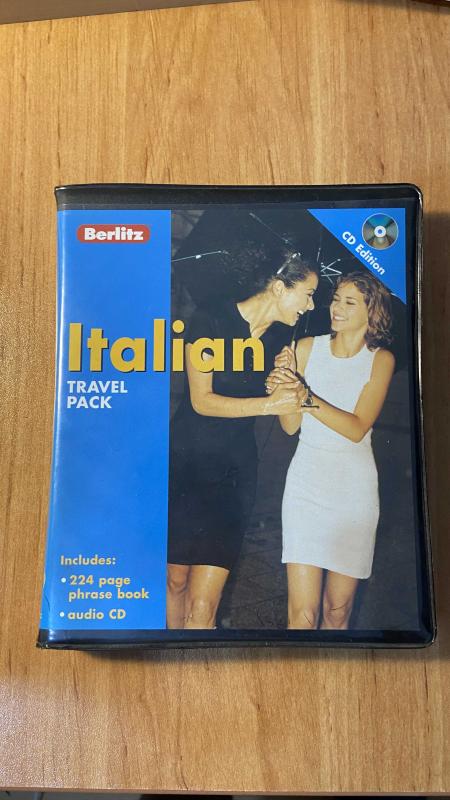 Berlitz
CD Edition
Italian
TRAVEL
PACK
Includes:
• 224 page
phrase book
• audio CD